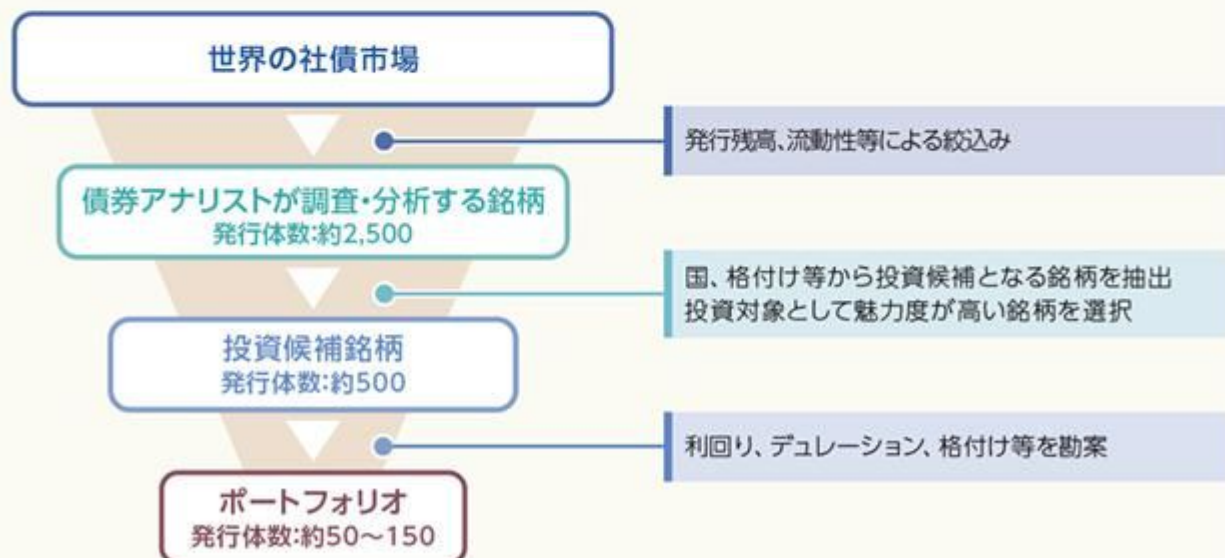 世界の社債市場
発行残高、流動性等による絞込み
債券アナリストが調査・分析する銘柄
発行体数:約2,500
国、格付け等から投資候補となる銘柄を抽出
投資対象として魅力度が高い銘柄を選択
投資候補銘柄
発行体数:約500
利回り、デュレーション、格付け等を勘案
ポートフォリオ
発行体数:約50～150